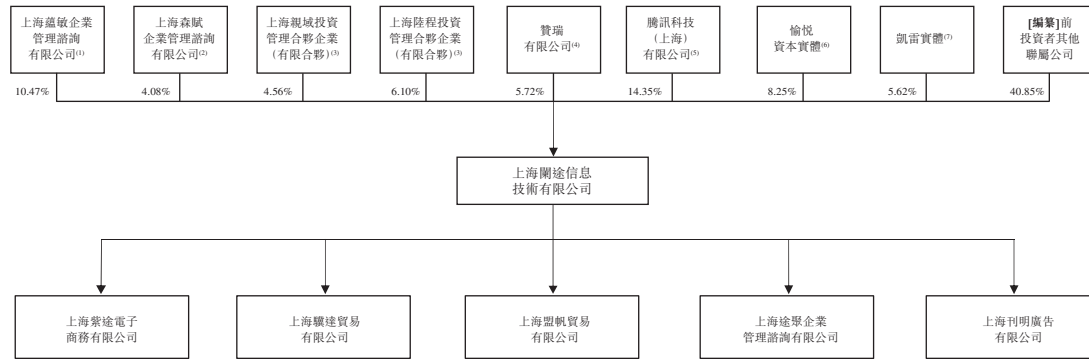 上海蘊敏企業
管理諮詢
有限公司(1)
上海森賦
企業管理諮詢
有限公司(2)
上海親域投資
管理合夥企業
(有限合夥)(3)
上海陸程投資
管理合夥企業
(有限合夥)(3)
贊瑞
有限公司(4)
騰訊科技
(上海)
有限公司(5)
愉悅
資本實體(6)
凱雷實體(7)
[編纂]前
投資者其他
聯屬公司
10.47%
4.08%
4.56%
6.10%
5.72%
14.35%
8.25%
5.62%
40.85%
上海闌途信息
技術有限公司
上海紫途電子
商務有限公司
上海驥達貿易
有限公司
上海盟帆貿易
有限公司
上海途聚企業
管理諮詢有限公司
上海刊明廣告
有限公司